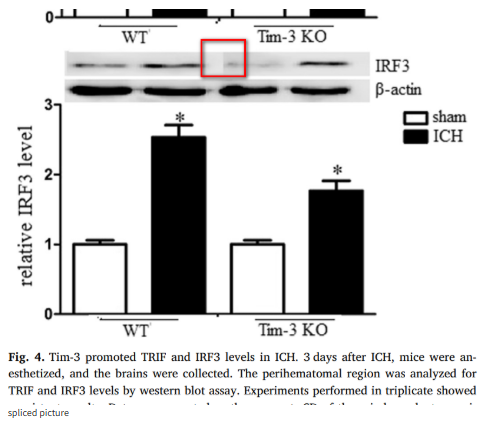 0
WT
Tim-3 KO
IRF3
β-actin
3
sham
ICH
*
2
*
relative IRF3 level
1
0
WT
Tim-3 KO
Fig. 4. Tim-3 promoted TRIF and IRF3 levels in ICH. 3 days after ICH, mice were an-
esthetized, and the brains were collected. The perihematomal region was analyzed for
TRIF and IRF3 levels by western blot assay. Experiments performed in triplicate showed
spliced picture